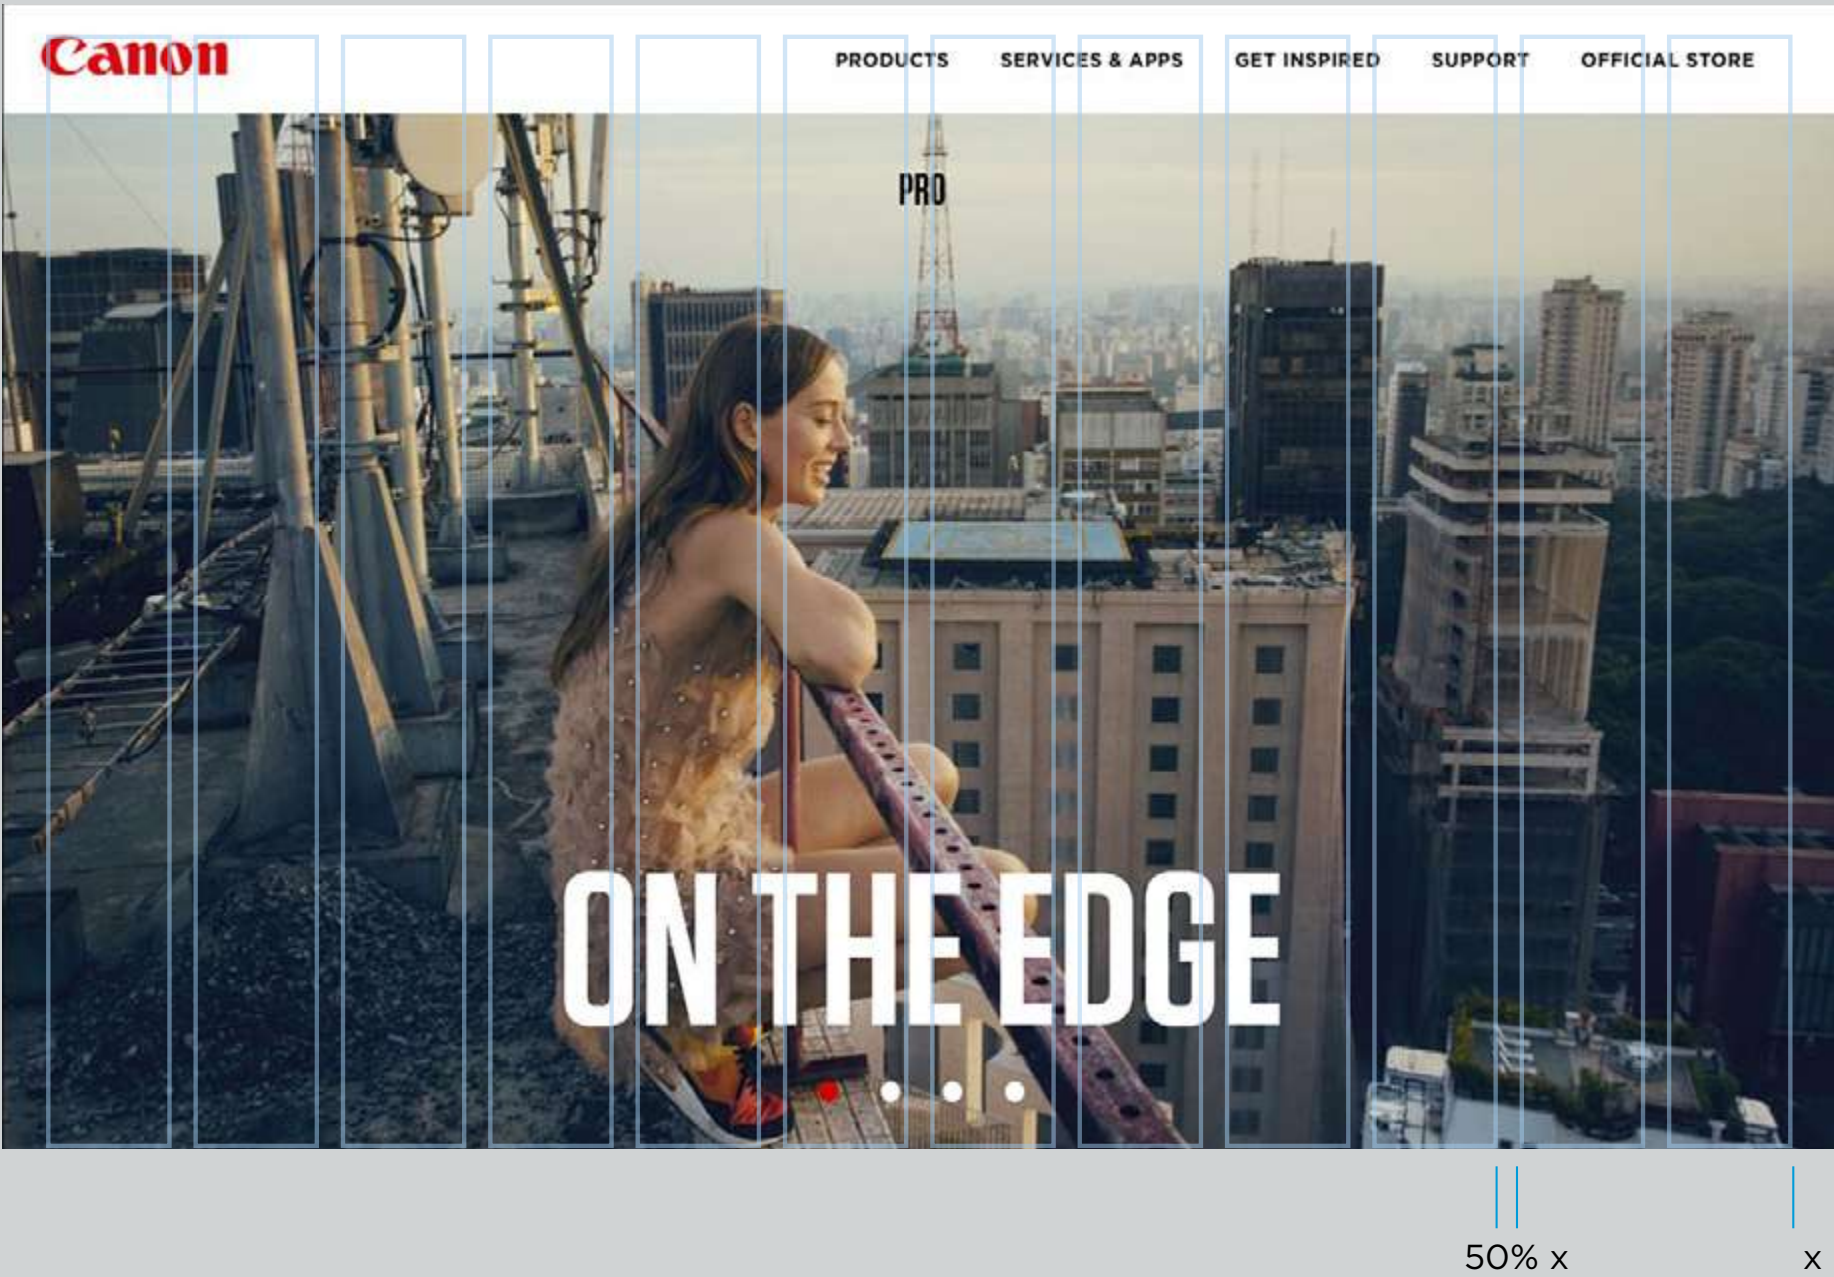 Canon
PRODUCTS SERVICES & APPS GET INSPIRED SUPPORT OFFICIAL STORE
PRO
ON THE EDGE
50% x
x